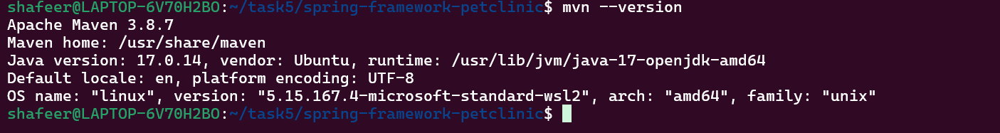 shafeer@LAPTOP-6V70H2BO:~/task5/spring-framework-petclinic$ mvn --version
Apache Maven 3.8.7
Maven home: /usr/share/maven
Java version: 17.0.14, vendor: Ubuntu, runtime: /usr/lib/jvm/java-17-openjdk-amd64
Default locale: en, platform encoding: UTF-8
OS name: "linux", version: "5.15.167.4-microsoft-standard-wsl2", arch: "amd64", family: "unix"
shafeer@LAPTOP-6V70H2BO:~/task5/spring-framework-petclinic$